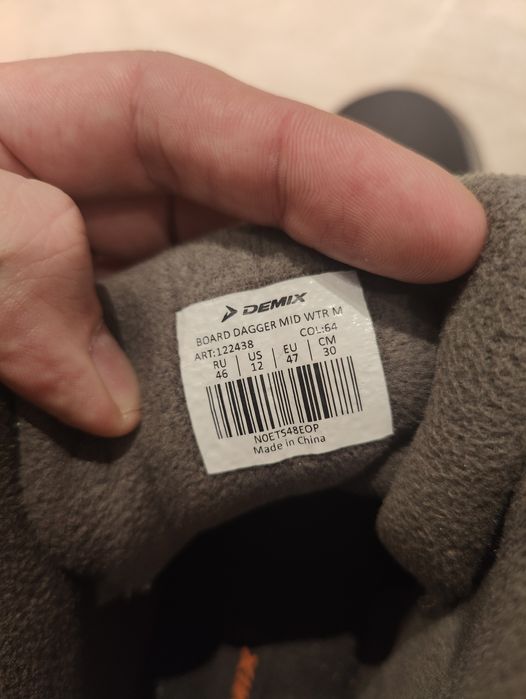 DEMIX
BOARD DAGGER MID WTR M
ART:122438 COL:64
RU | US | EU | CM
46 | 12 | 47 | 30
N0ETS48EOP
Made in China